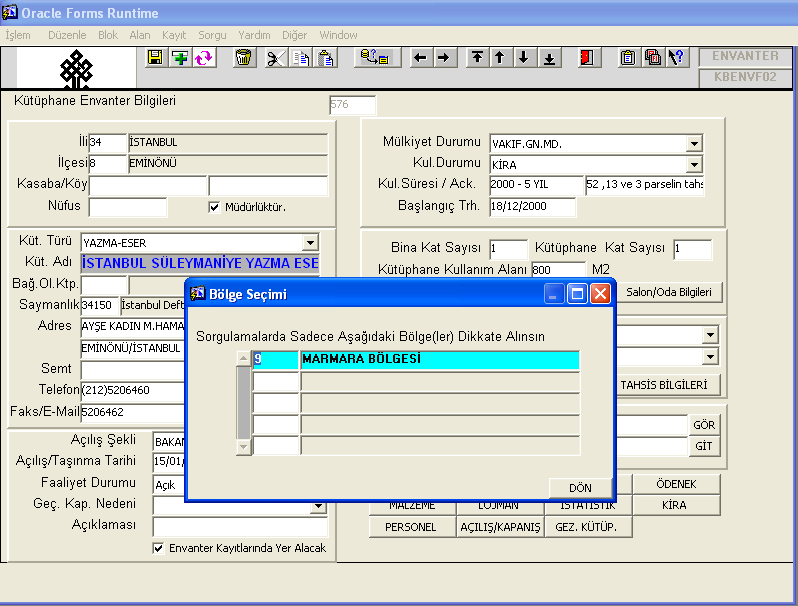 Oracle Forms Runtime
İşlem Düzenle Blok Alan Kayıt Sorgu Yardım Diğer Window
ENVANTER
KBENVF02
Kütüphane Envanter Bilgileri 576
İli 34 İSTANBUL
İlçesi 8 EMİNÖNÜ
Kasaba/Köy
Nüfus Müdürlüktür.
Mülkiyet Durumu VAKIF.GN.MD.
Kul.Durumu KİRA
Kul.Süresi / Ack. 2000 - 5 YIL 52 ,13 ve 3 parselin tahs
Başlangıç Trh. 18/12/2000
Küt. Türü YAZMA-ESER
Küt. Adı İSTANBUL SÜLEYMANİYE YAZMA ESE
Bağ.Ol.Ktp.
Saymanlık 34150 İstanbul Deft
Adres AYŞE KADIN M.HAMA
EMİNÖNÜ/İSTANBUL
Semt
Telefon (212)5206460
Faks/E-Mail 5206462
Bina Kat Sayısı 1 Kütüphane Kat Sayısı 1
Kütüphane Kullanım Alanı 800 M2
Salon/Oda Bilgileri
TAHSİS BİLGİLERİ
GÖR
GİT
Bölge Seçimi
Sorgulamalarda Sadece Aşağıdaki Bölge(ler) Dikkate Alınsın
9 MARMARA BÖLGESİ
DÖN
Açılış Şekli BAKAN
Açılış/Taşınma Tarihi 15/01/
Faaliyet Durumu Açık
Geç. Kap. Nedeni
Açıklaması
Envanter Kayıtlarında Yer Alacak
ÖDENEK
MALZEME LOJMAN İSTATİSTİK KİRA
PERSONEL AÇILIŞ/KAPANIŞ GEZ. KÜTÜP.